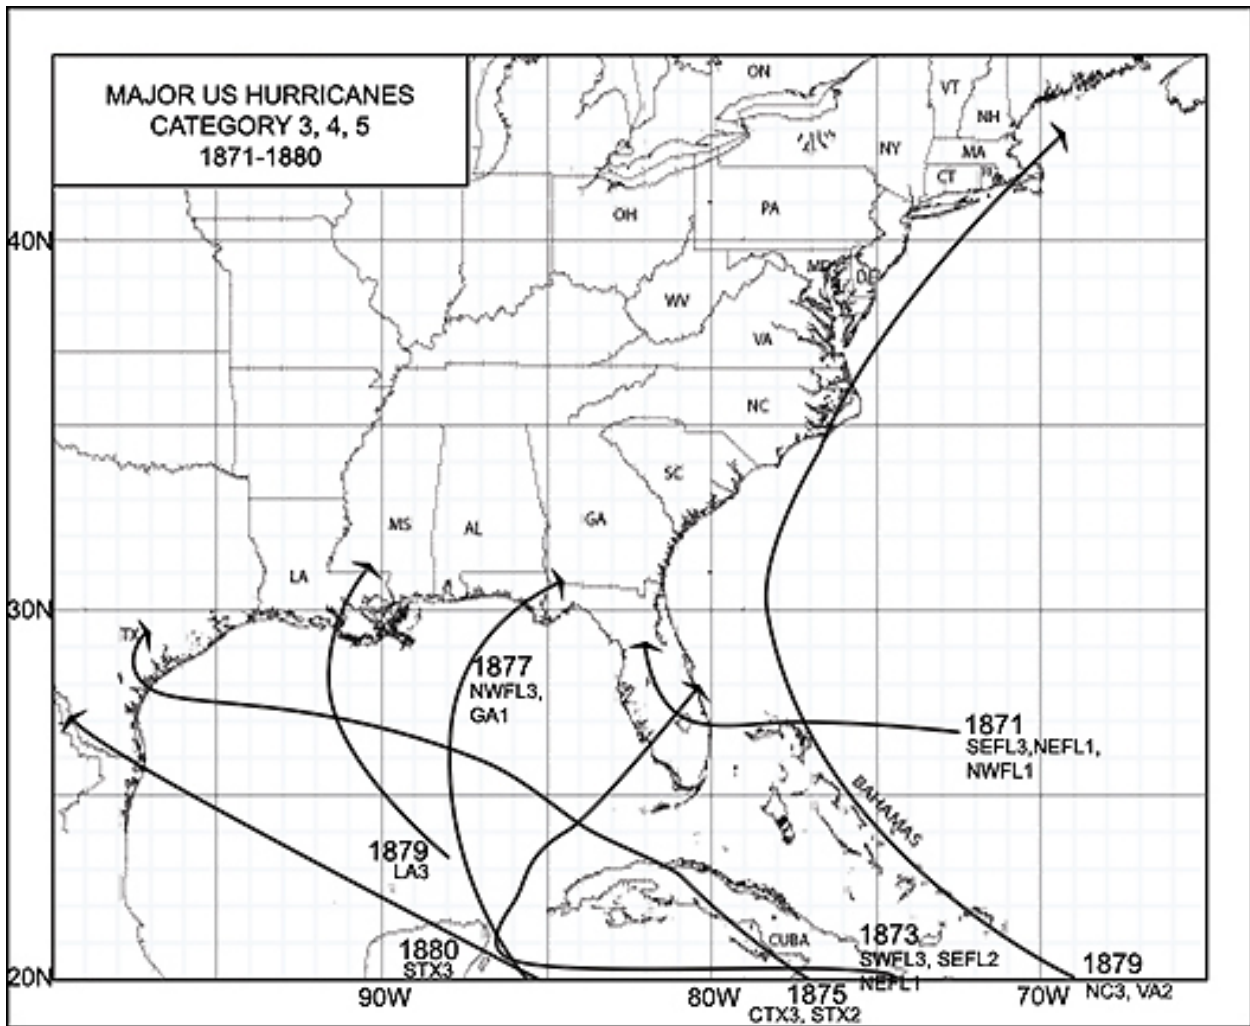 MAJOR US HURRICANES
CATEGORY 3, 4, 5
1871-1880
ON
VT
NH
NY
MA
CT
RI
PA
OH
40N
MD
DE
WV
VA
NC
SC
MS
AL
GA
LA
30N
TX
1877
NWFL3,
GA1
1871
SEFL3,NEFL1,
NWFL1
BAHAMAS
1879
LA3
CUBA
1873
SWFL3, SEFL2
NEFL1
1880
STX3
1879
NC3, VA2
20N
90W
80W
1875
CTX3, STX2
70W